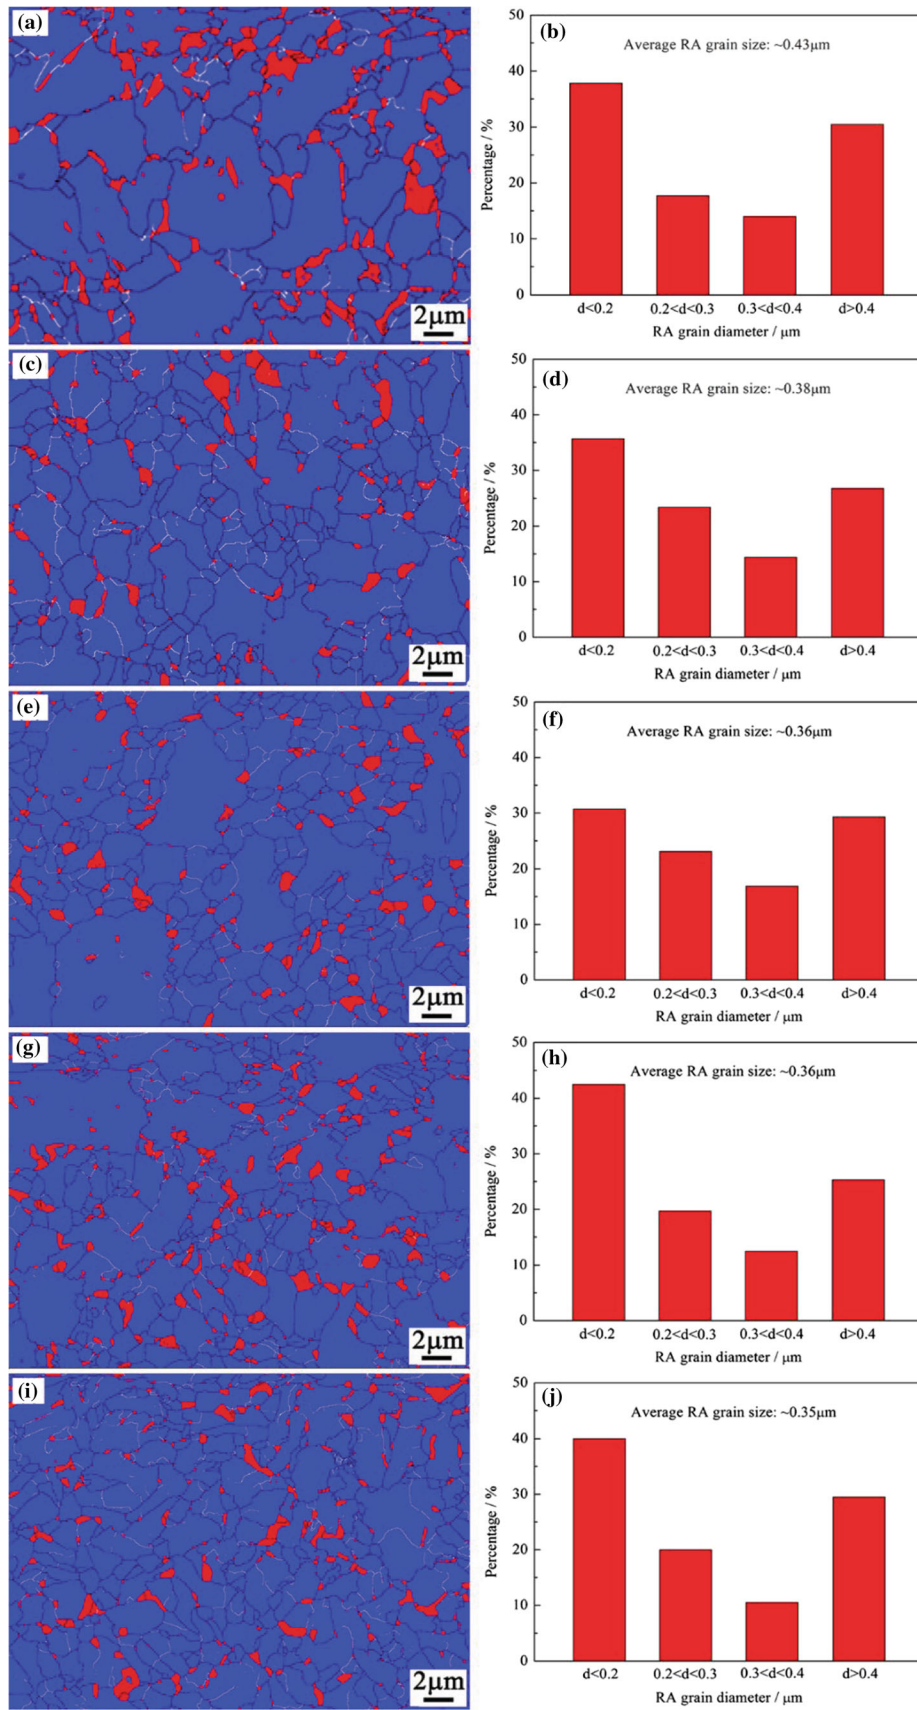 (a)
2μm
(b)
Average RA grain size: ~0.43μm
Percentage / %
50
40
30
20
10
0
d<0.2 0.2<d<0.3 0.3<d<0.4 d>0.4
RA grain diameter / μm
(c)
2μm
(d)
Average RA grain size: ~0.38μm
Percentage / %
50
40
30
20
10
0
d<0.2 0.2<d<0.3 0.3<d<0.4 d>0.4
RA grain diameter / μm
(e)
2μm
(f)
Average RA grain size: ~0.36μm
Percentage / %
50
40
30
20
10
0
d<0.2 0.2<d<0.3 0.3<d<0.4 d>0.4
RA grain diameter / μm
(g)
2μm
(h)
Average RA grain size: ~0.36μm
Percentage / %
50
40
30
20
10
0
d<0.2 0.2<d<0.3 0.3<d<0.4 d>0.4
RA grain diameter / μm
(i)
2μm
(j)
Average RA grain size: ~0.35μm
Percentage / %
50
40
30
20
10
0
d<0.2 0.2<d<0.3 0.3<d<0.4 d>0.4
RA grain diameter / μm